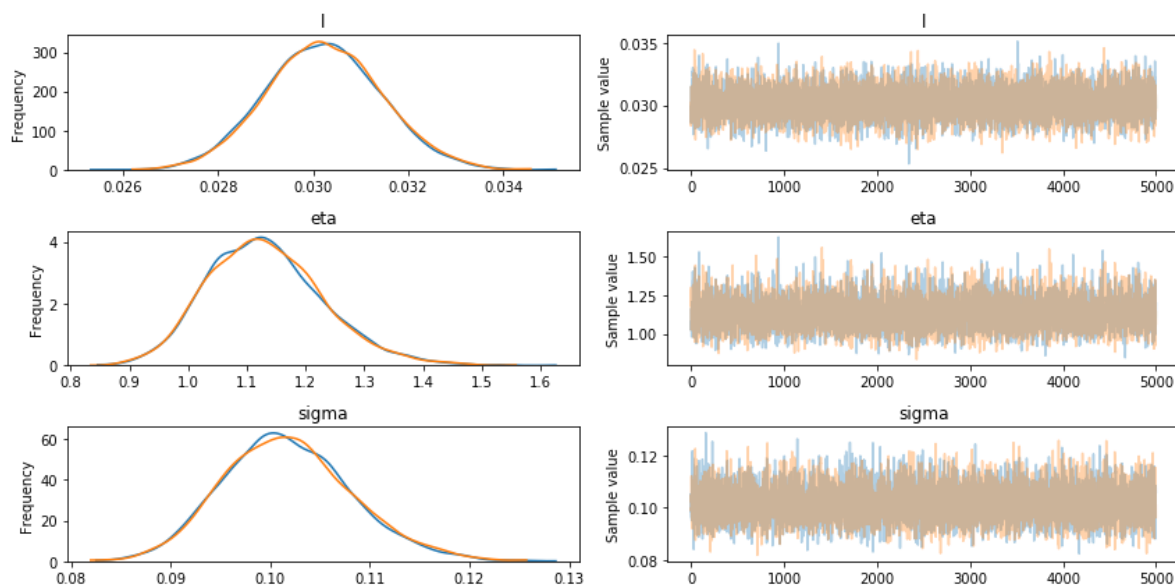 l
Frequency
300
200
100
0
0.026 0.028 0.030 0.032 0.034
l
Sample value
0.035
0.030
0.025
0 1000 2000 3000 4000 5000
eta
Frequency
4
2
0
0.8 0.9 1.0 1.1 1.2 1.3 1.4 1.5 1.6
eta
Sample value
1.50
1.25
1.00
0 1000 2000 3000 4000 5000
sigma
Frequency
60
40
20
0
0.08 0.09 0.10 0.11 0.12 0.13
sigma
Sample value
0.12
0.10
0.08
0 1000 2000 3000 4000 5000